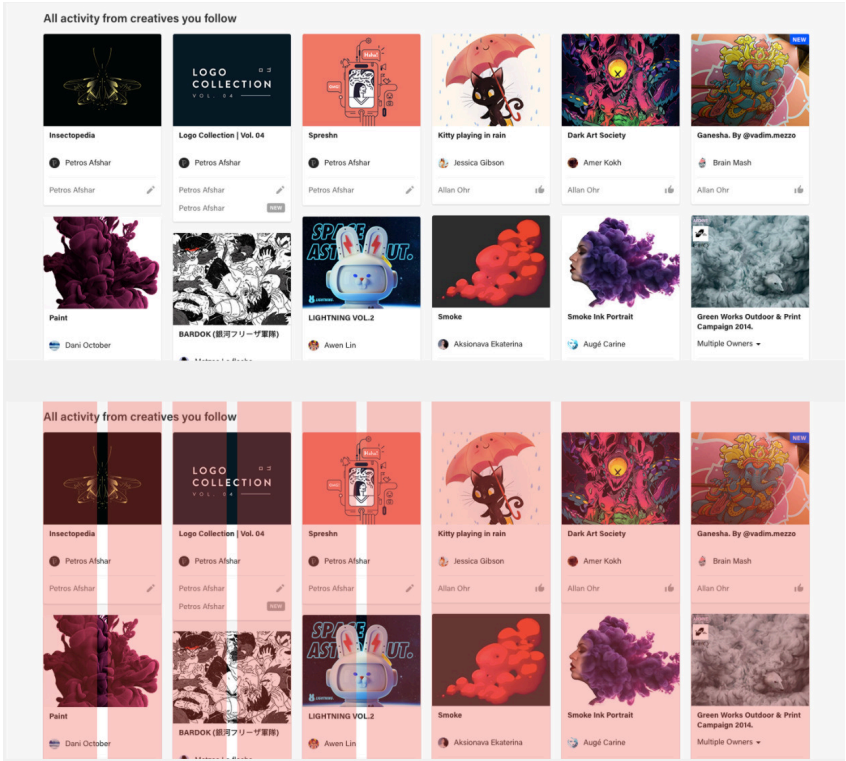 All activity from creatives you follow
NEW
LOGO
COLLECTION
VOL. 04
ロゴ
Hola!
Insectopedia
Logo Collection | Vol. 04
Spreshn
Kitty playing in rain
Dark Art Society
Ganesha. By @vadim.mezzo
Petros Afshar
Petros Afshar
Petros Afshar
Jessica Gibson
Amer Kokh
Brain Mash
Petros Afshar
Petros Afshar
Petros Afshar
Allan Ohr
Allan Ohr
Allan Ohr
Petros Afshar
NEW
SPACE
ASTRONAUT.
LIGHTNING.
Paint
BARDOK (銀河フリーザ軍隊)
LIGHTNING VOL.2
Smoke
Smoke Ink Portrait
Green Works Outdoor & Print
Campaign 2014.
Dani October
Awen Lin
Aksionava Ekaterina
Augé Carine
Multiple Owners
All activity from creatives you follow
NEW
LOGO
COLLECTION
VOL. 04
ロゴ
Hola!
Insectopedia
Logo Collection | Vol. 04
Spreshn
Kitty playing in rain
Dark Art Society
Ganesha. By @vadim.mezzo
Petros Afshar
Petros Afshar
Petros Afshar
Jessica Gibson
Amer Kokh
Brain Mash
Petros Afshar
Petros Afshar
Petros Afshar
Allan Ohr
Allan Ohr
Allan Ohr
Petros Afshar
NEW
SPACE
ASTRONAUT.
LIGHTNING.
Paint
BARDOK (銀河フリーザ軍隊)
LIGHTNING VOL.2
Smoke
Smoke Ink Portrait
Green Works Outdoor & Print
Campaign 2014.
Dani October
Awen Lin
Aksionava Ekaterina
Augé Carine
Multiple Owners